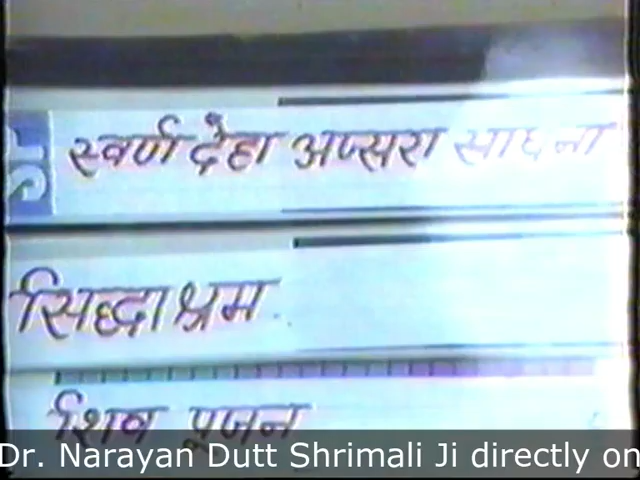 स्वर्ण देहा अप्सरा साधना
सिद्धाश्रम
शिव पूजन
Dr. Narayan Dutt Shrimali Ji directly on